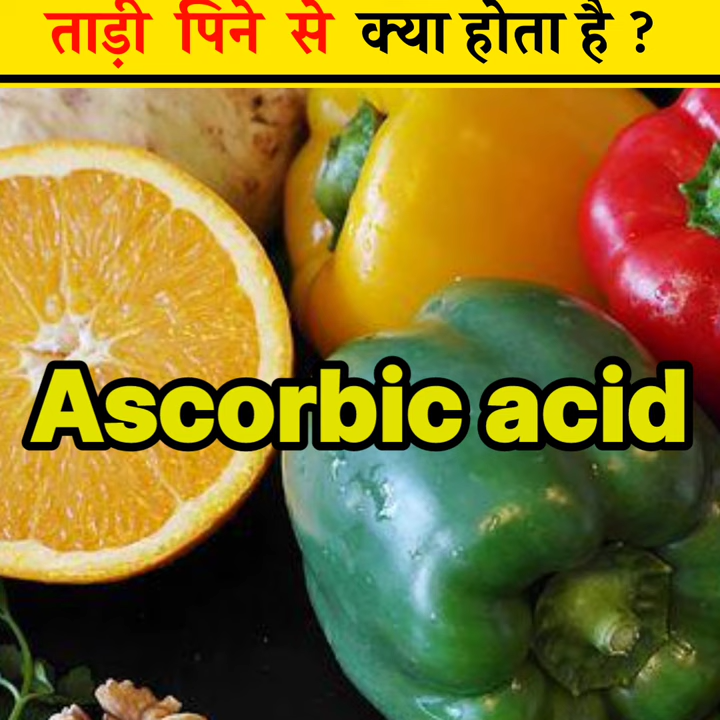 ताड़ी पिने से क्या होता है ?
Ascorbic acid